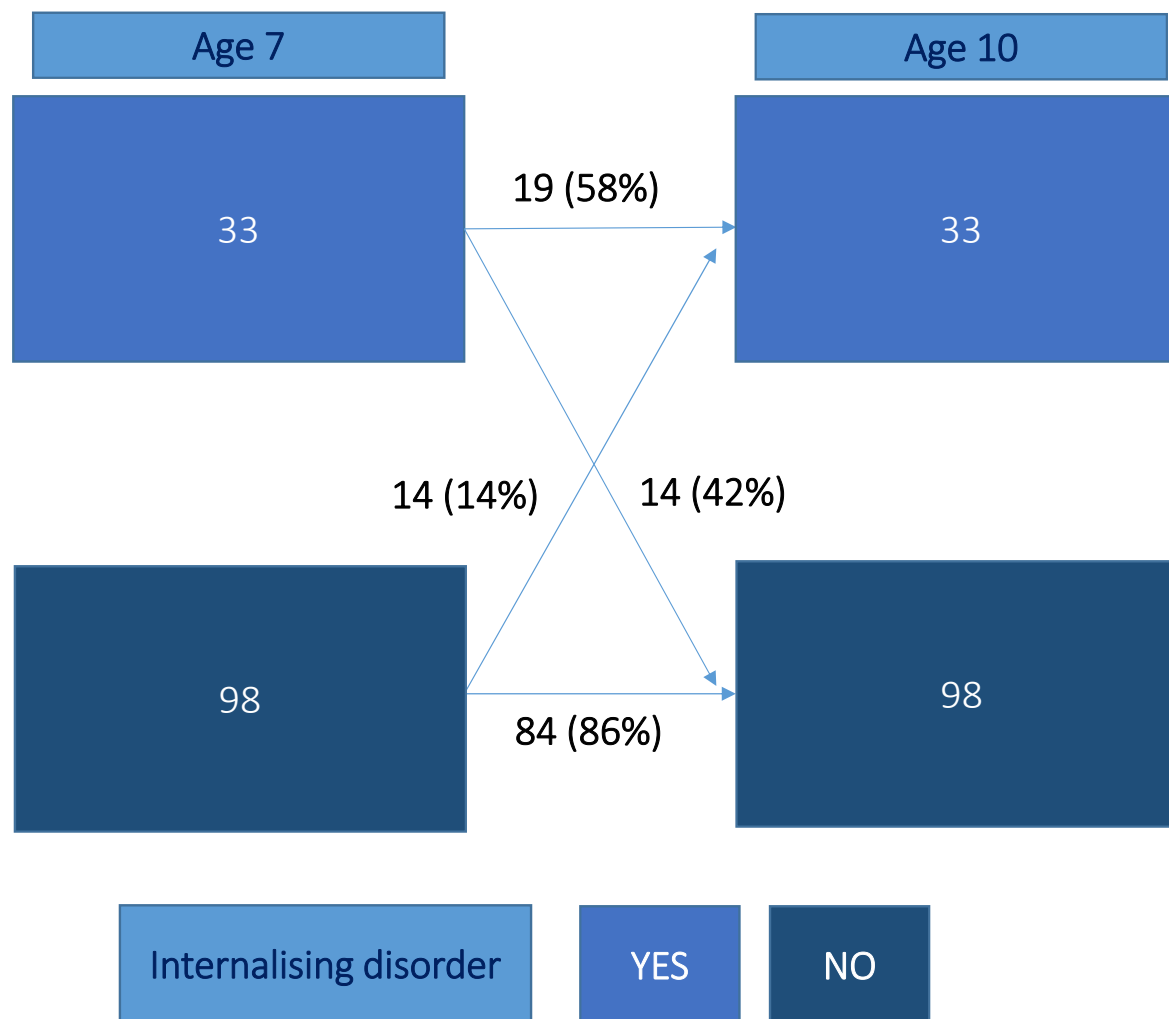 Age 7
Age 10
19 (58%)
33
33
14 (14%)
14 (42%)
98
98
84 (86%)
Internalising disorder
YES
NO